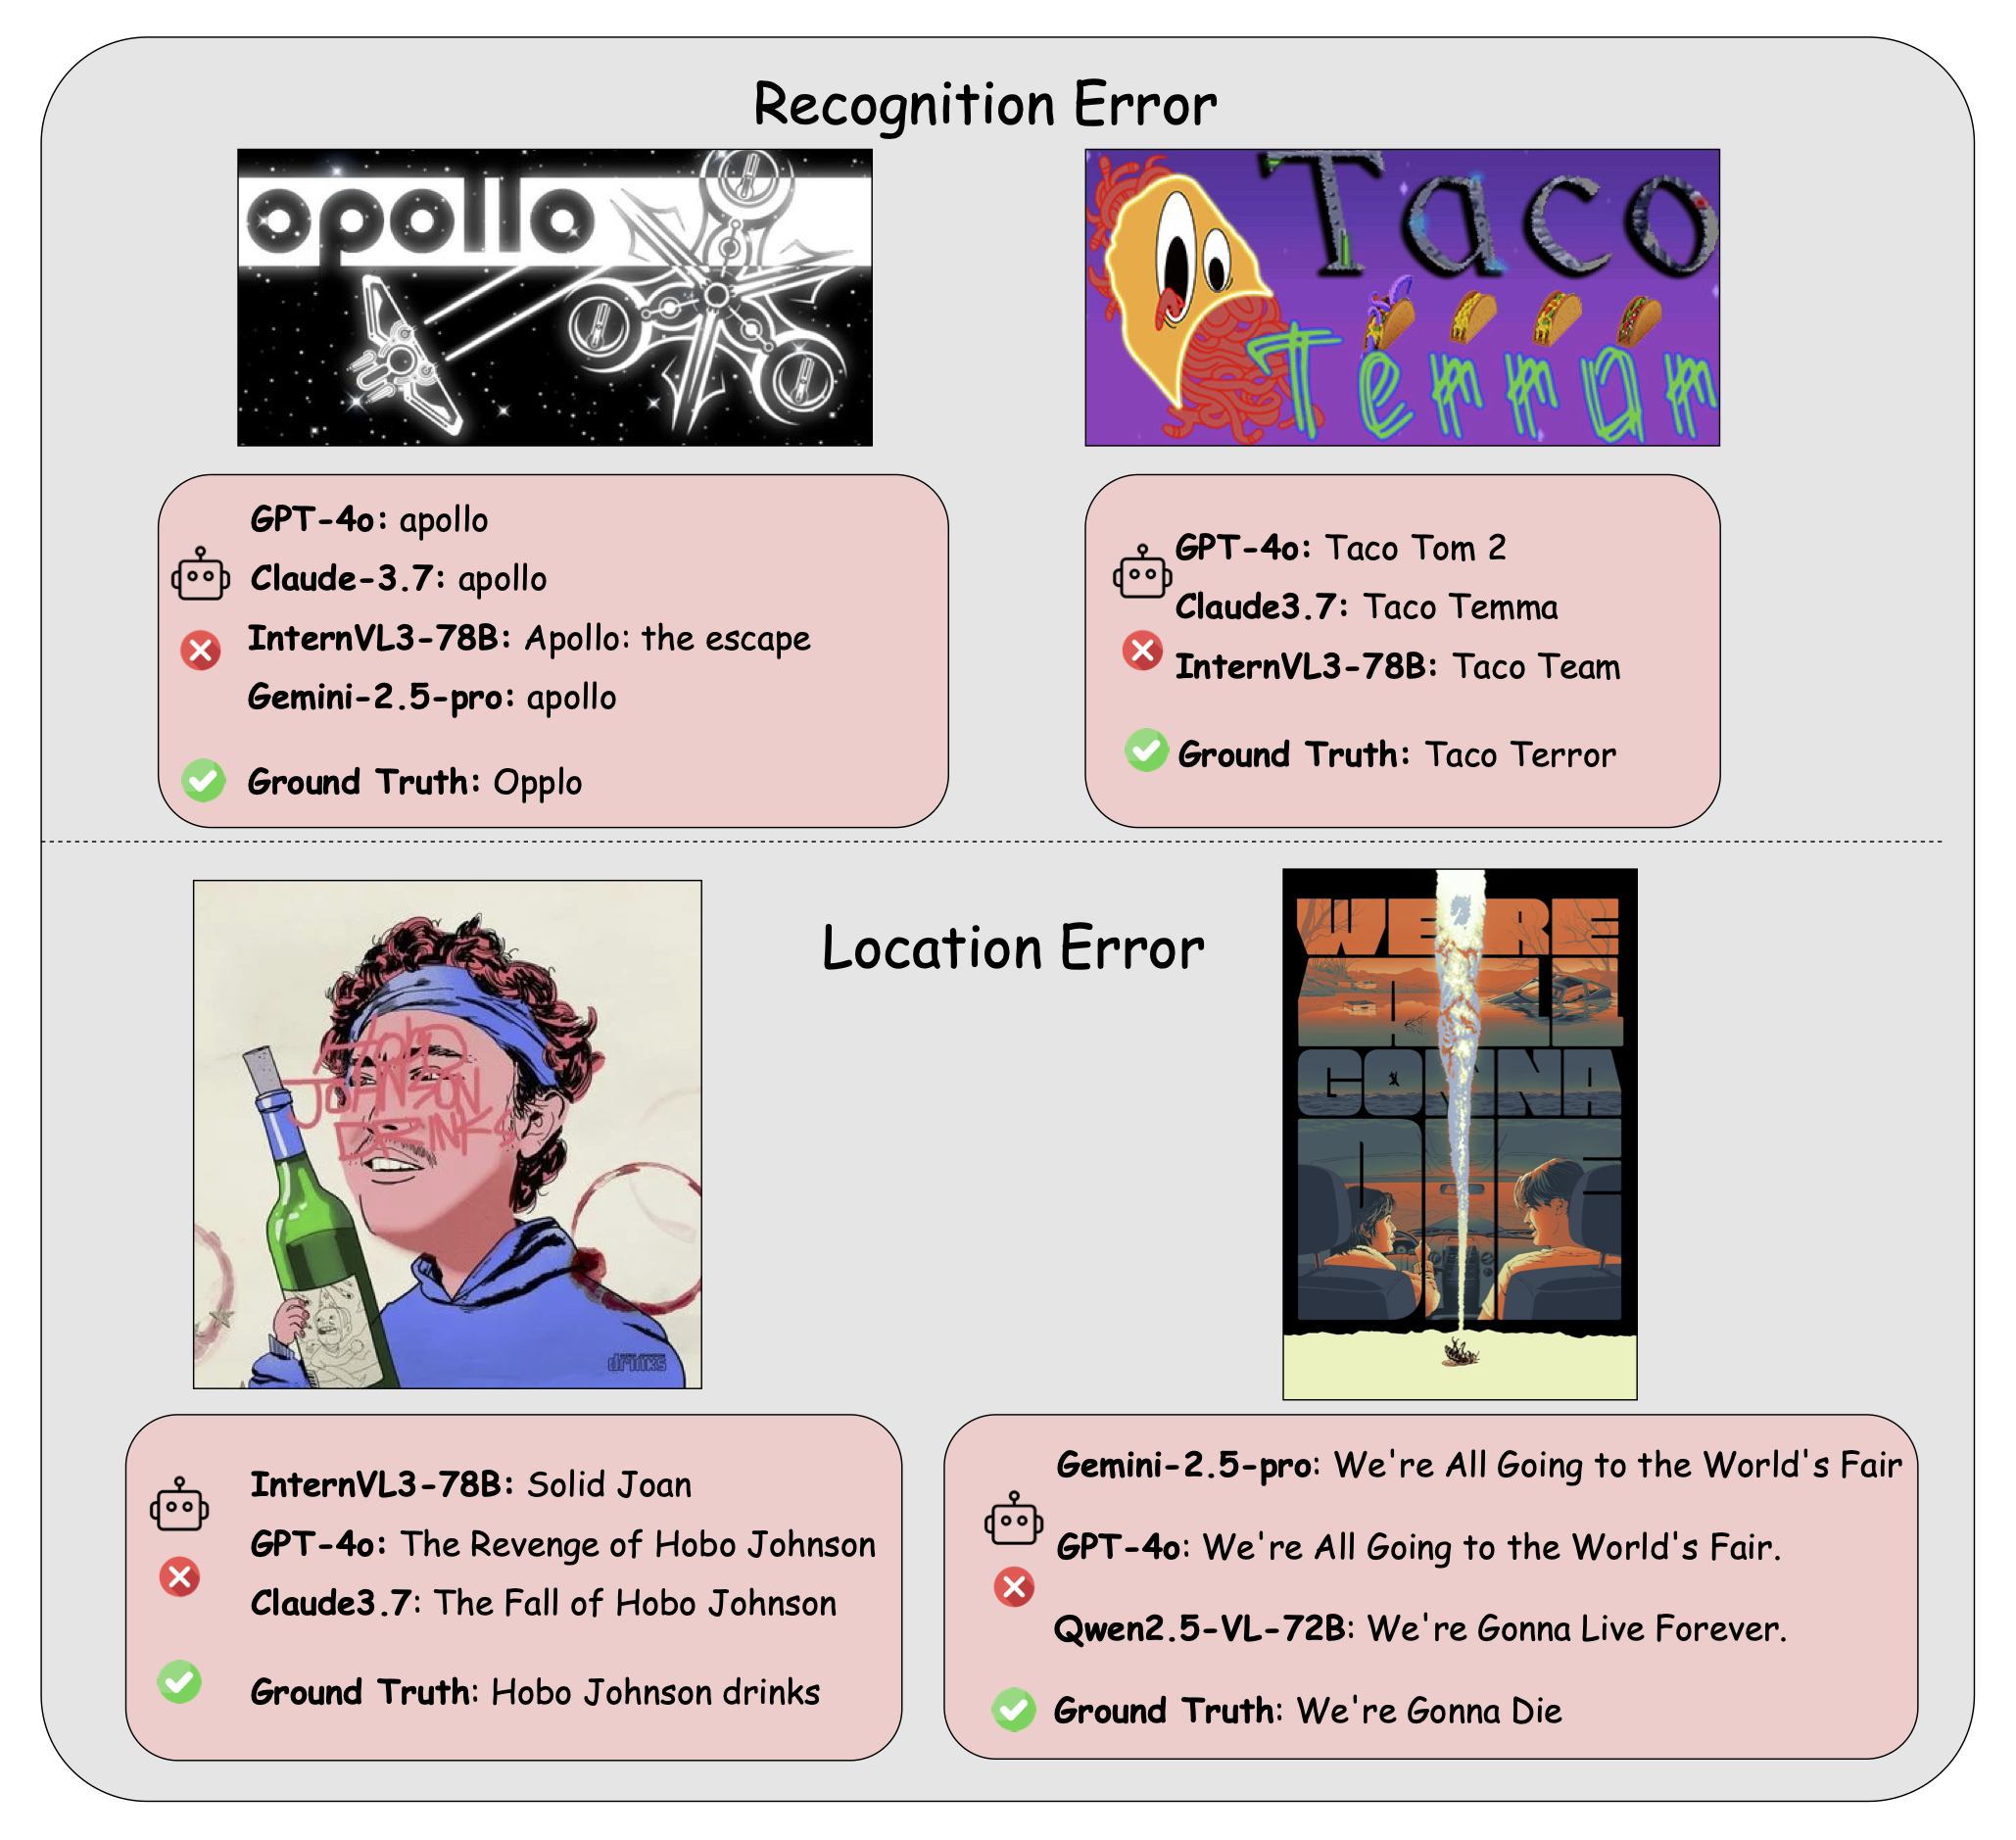 Recognition Error
opollo
Taco
Terror
GPT-4o: apollo
Claude-3.7: apollo
InternVL3-78B: Apollo: the escape
Gemini-2.5-pro: apollo
Ground Truth: Opplo
GPT-4o: Taco Tom 2
Claude3.7: Taco Temma
InternVL3-78B: Taco Team
Ground Truth: Taco Terror
Location Error
HOBO
JOHNSON
DRINKS
drinks
WE'RE
ALL
GONNA
DIE
InternVL3-78B: Solid Joan
GPT-4o: The Revenge of Hobo Johnson
Claude3.7: The Fall of Hobo Johnson
Ground Truth: Hobo Johnson drinks
Gemini-2.5-pro: We're All Going to the World's Fair
GPT-4o: We're All Going to the World's Fair.
Qwen2.5-VL-72B: We're Gonna Live Forever.
Ground Truth: We're Gonna Die